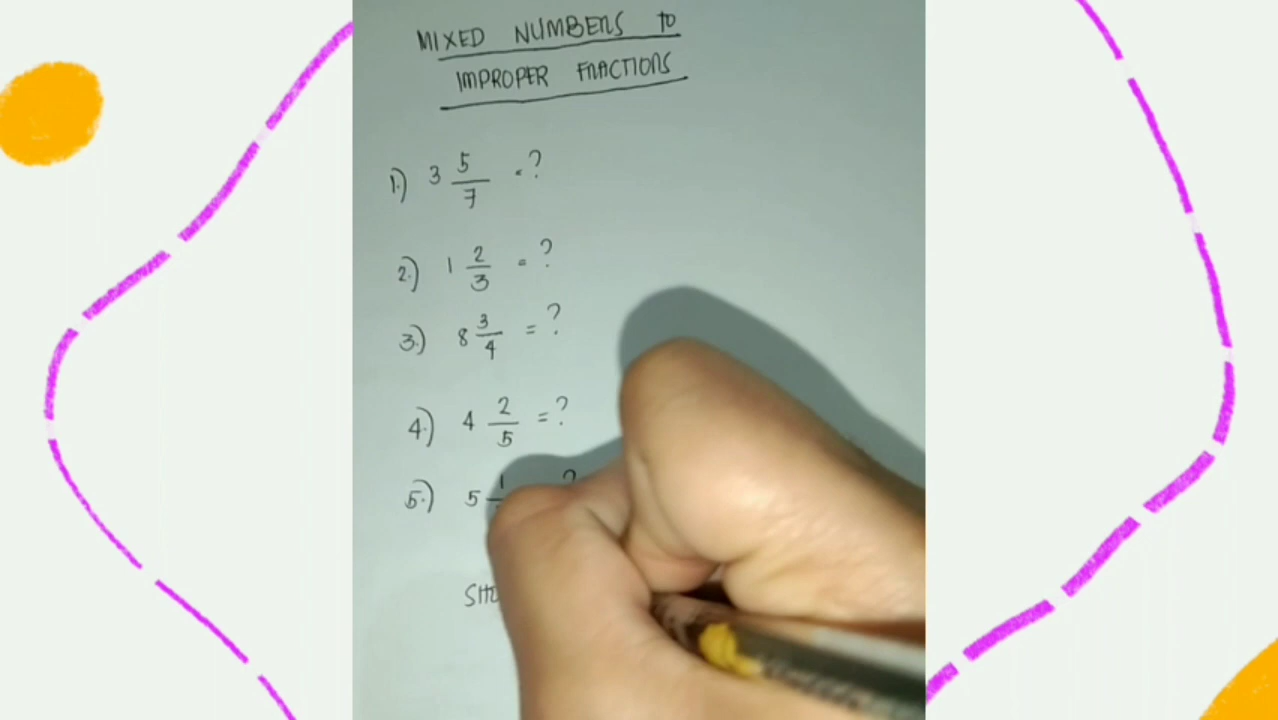 MIXED NUMBERS TO
IMPROPER FRACTIONS
1.) 3 5/7 = ?
2.) 1 2/3 = ?
3.) 8 3/4 = ?
4.) 4 2/5 = ?
5.) 5 1 ?